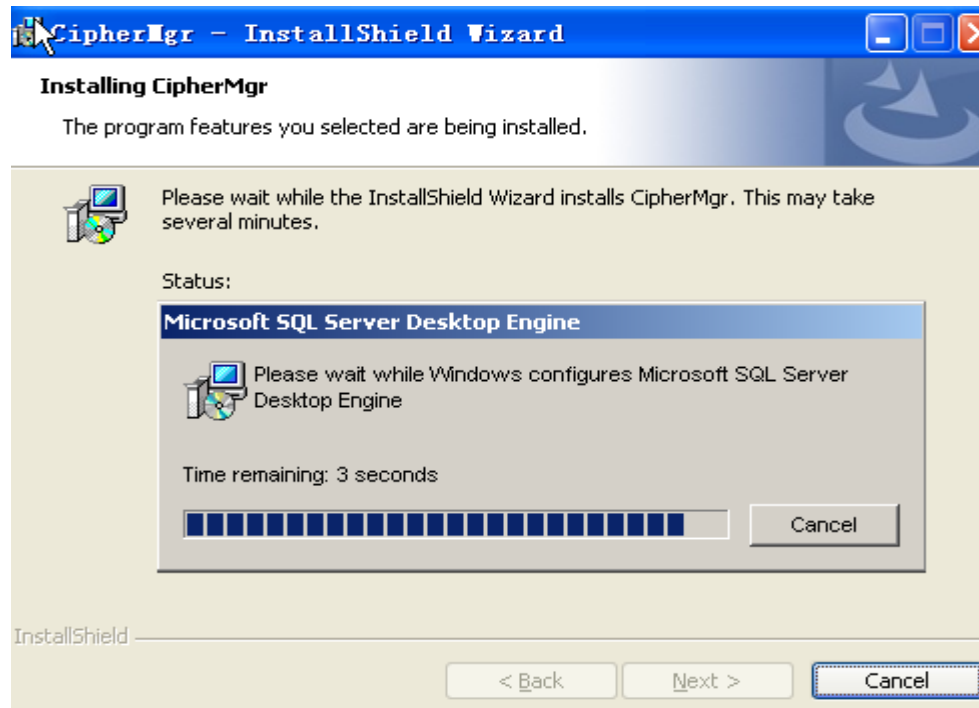 CipherMgr - InstallShield Wizard
Installing CipherMgr
The program features you selected are being installed.
Please wait while the InstallShield Wizard installs CipherMgr. This may take
several minutes.
Status:
Microsoft SQL Server Desktop Engine
Please wait while Windows configures Microsoft SQL Server
Desktop Engine
Time remaining: 3 seconds
Cancel
InstallShield
< Back Next > Cancel